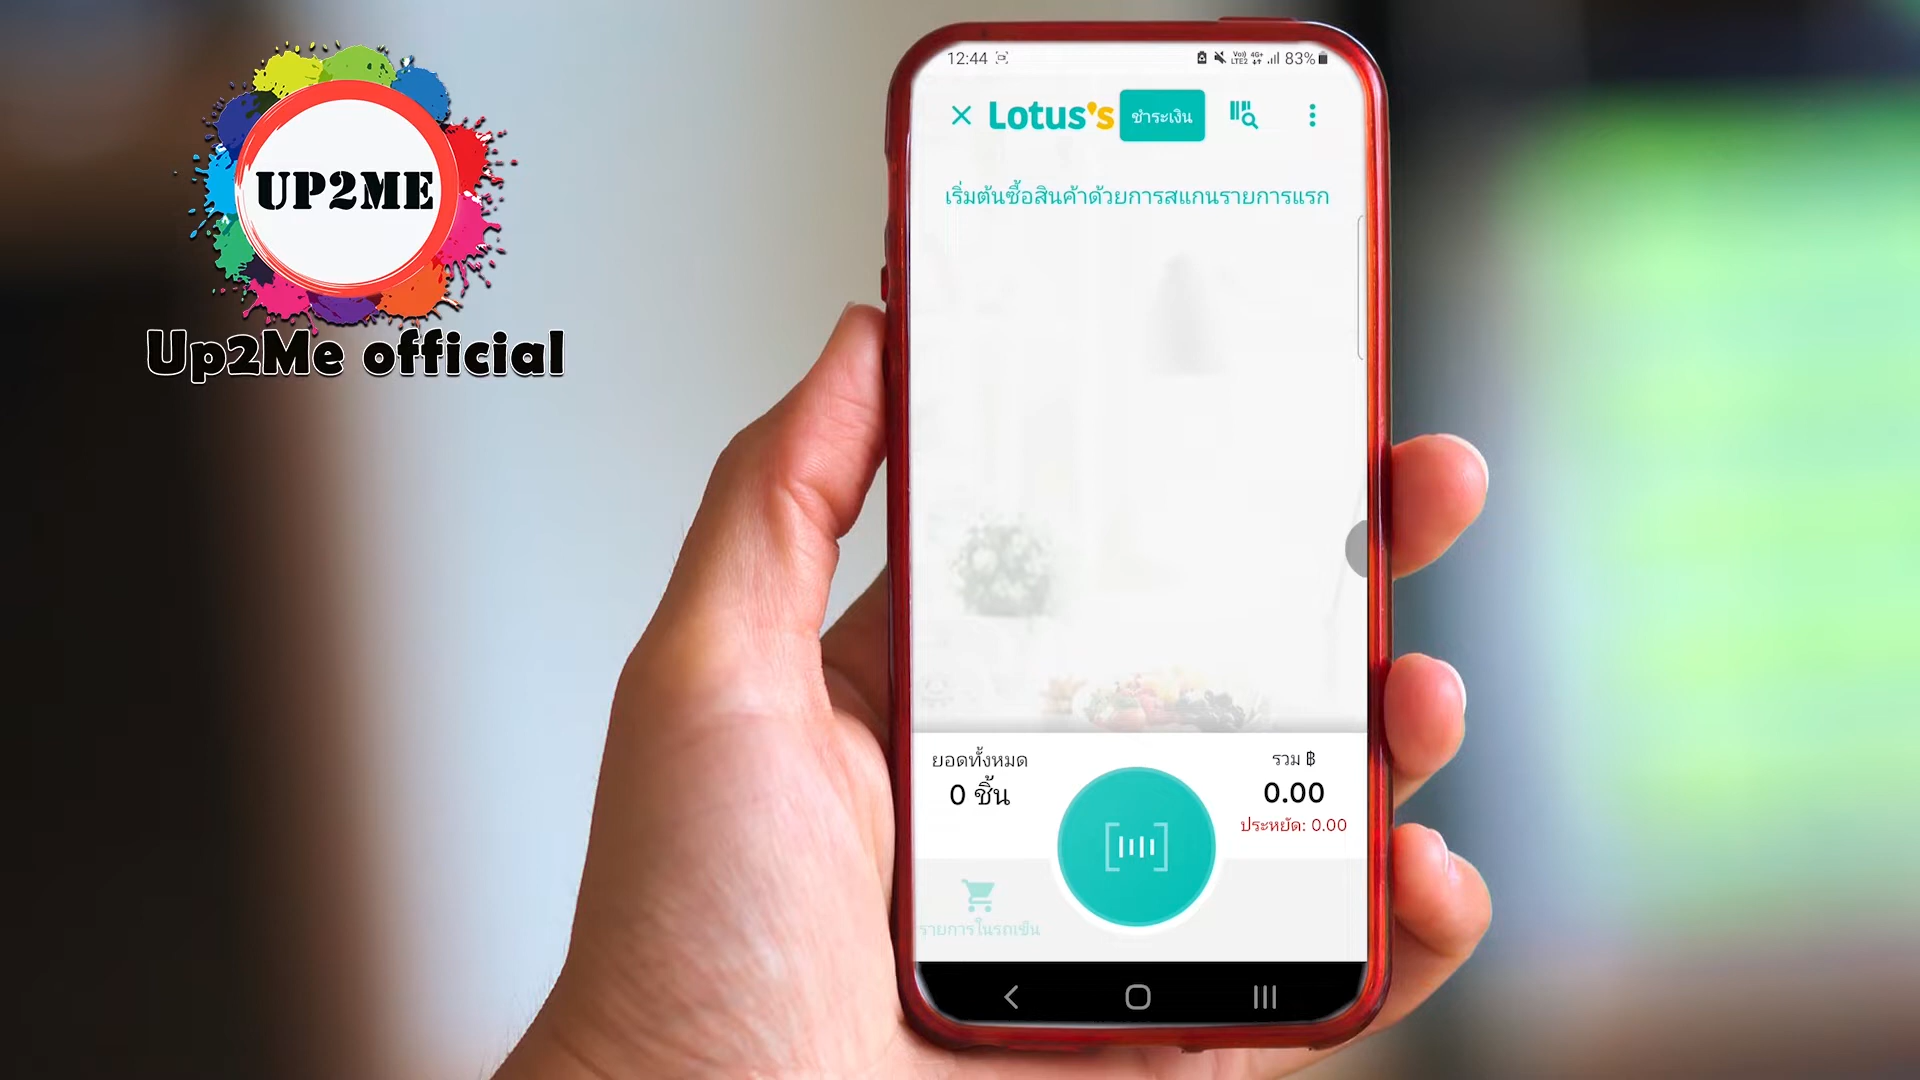 UP2ME
Up2Me official
12:44
Vo)) 4G+
LTE2
83%
Lotus's
ชำระเงิน
เริ่มต้นซื้อสินค้าด้วยการสแกนรายการแรก
ยอดทั้งหมด
0 ชิ้น
รวม ฿
0.00
ประหยัด: 0.00
รายการในรถเข็น